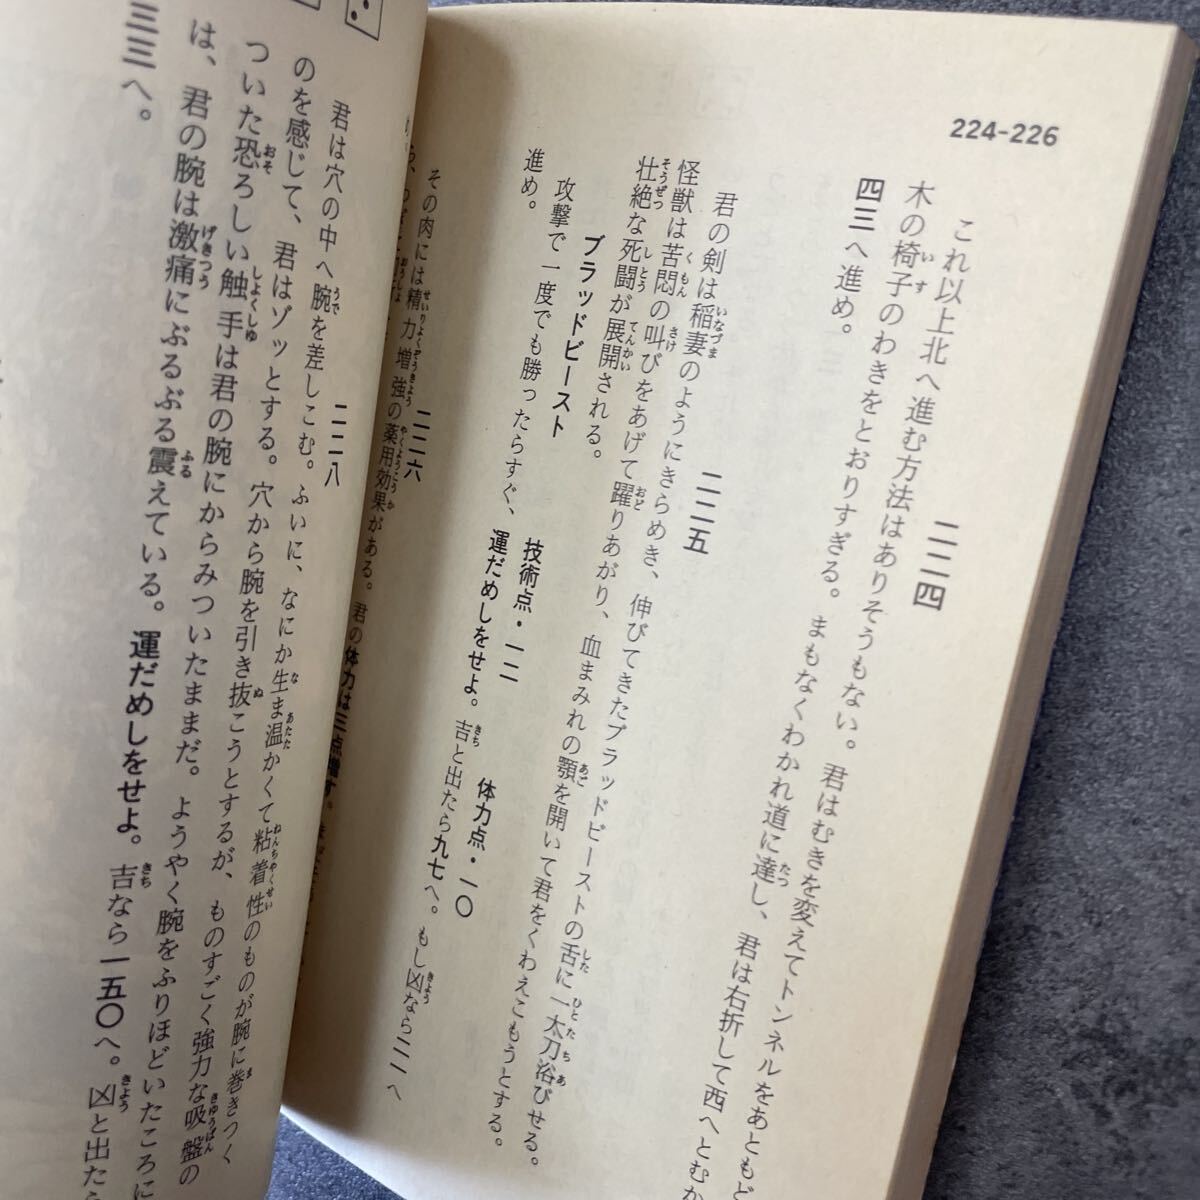 224-226
二二四
これ以上北へ進む方法はありそうもない。君はむきを変えてトンネルをあともど
木の椅子のわきをとおりすぎる。まもなくわかれ道に達し、君は右折して西へとむか
四三へ進め。
二二五
君の剣は稲妻のようにきらめき、伸びてきたブラッドビーストの舌に一太刀浴びせる。
怪獣は苦悶の叫びをあげて躍りあがり、血まみれの顎を開いて君をくわえこもうとする。
壮絶な死闘が展開される。
ブラッドビースト 技術点・一二 体力点・一〇
攻撃で一度でも勝ったらすぐ、運だめしをせよ。吉と出たら九七へ。もし凶なら二一へ
進め。
二二六
その肉には精力増強の薬用効果がある。君の体力は三点増す。
二二八
君は穴の中へ腕を差しこむ。ふいに、なにか生ま温かくて粘着性のものが腕に巻きつく
のを感じて、君はゾッとする。穴から腕を引き抜こうとするが、ものすごく強力な吸盤の
ついた恐ろしい触手は君の腕にからみついたままだ。ようやく腕をふりほどいたころに
は、君の腕は激痛にぶるぶる震えている。運だめしをせよ。吉なら一五〇へ。凶と出た
三三へ。